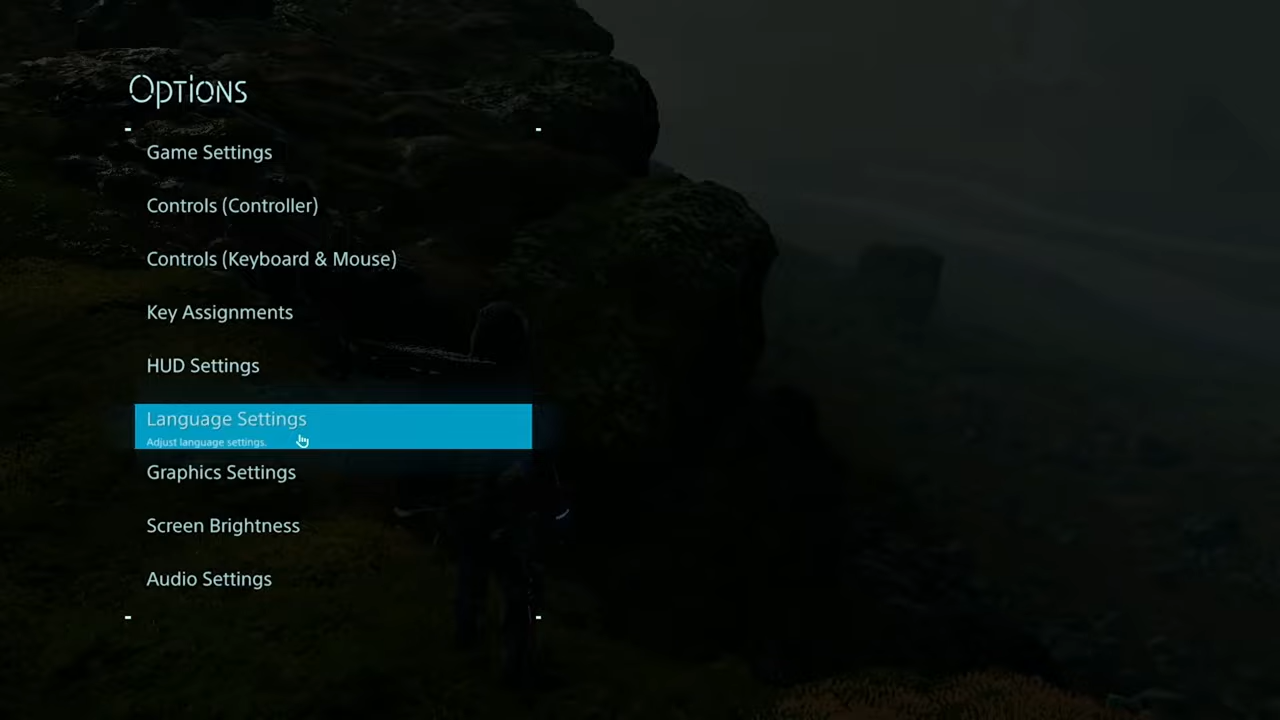 Options
Game Settings
Controls (Controller)
Controls (Keyboard & Mouse)
Key Assignments
HUD Settings
Language Settings
Adjust language settings.
Graphics Settings
Screen Brightness
Audio Settings